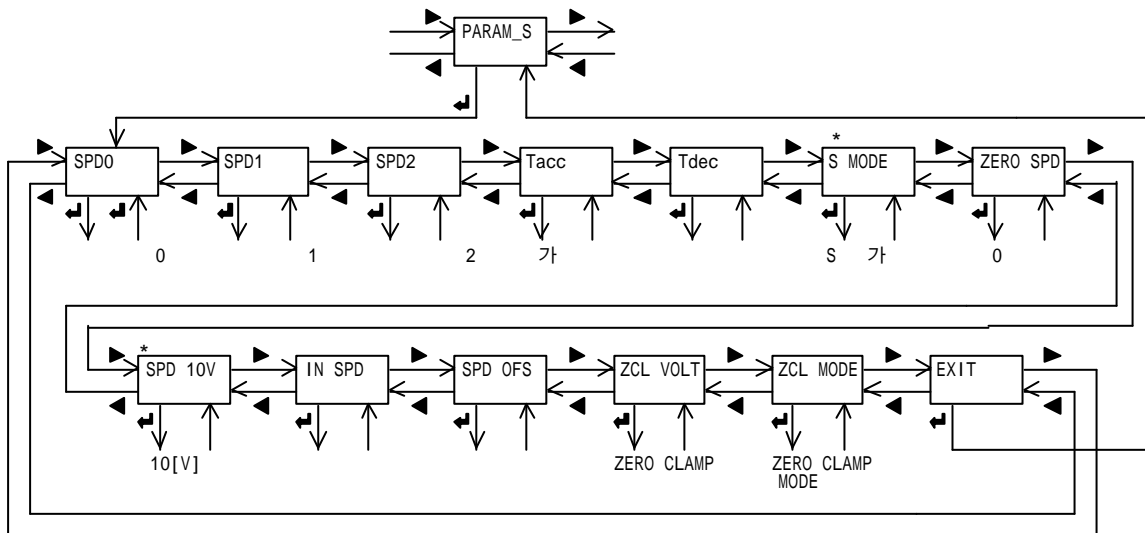 PARAM_S
*
SPD0 SPD1 SPD2 Tacc Tdec S MODE ZERO SPD
0 1 2 가 S 가 0
*
SPD 10V IN SPD SPD OFS ZCL VOLT ZCL MODE EXIT
10[V] ZERO CLAMP ZERO CLAMP
MODE